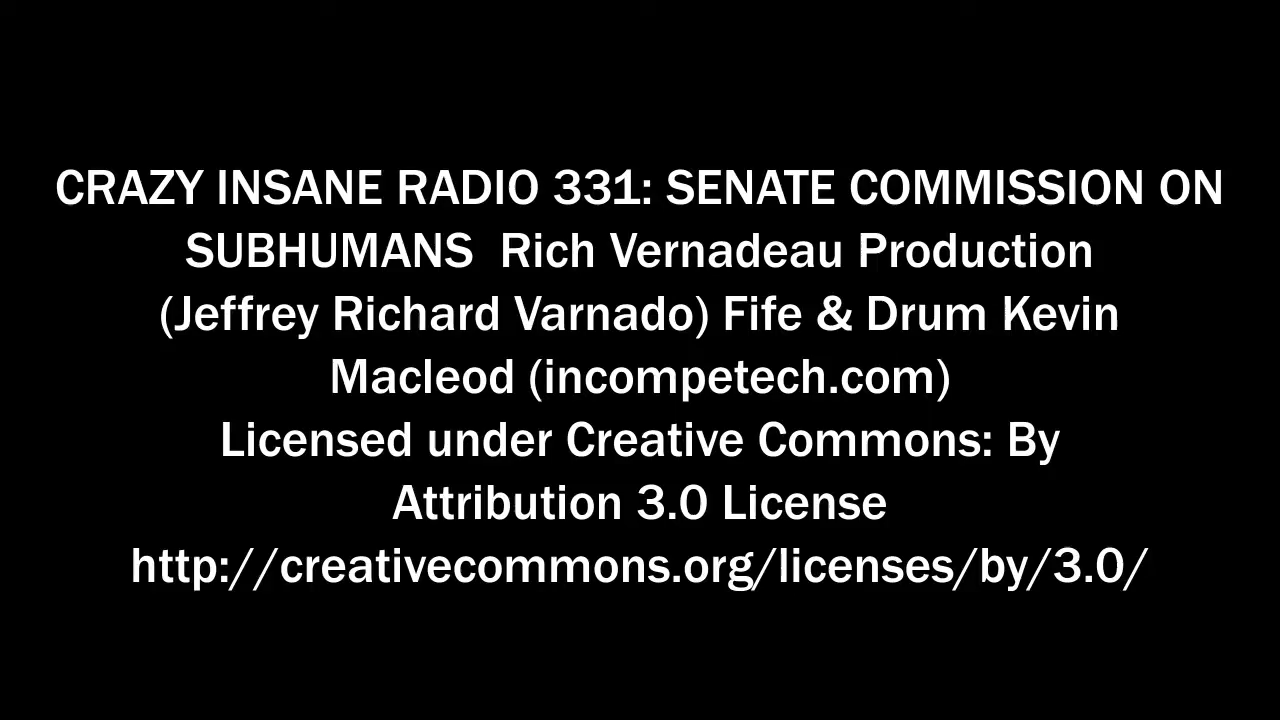 CRAZY INSANE RADIO 331: SENATE COMMISSION ON
SUBHUMANS  Rich Vernadeau Production
(Jeffrey Richard Varnado) Fife & Drum Kevin
Macleod (incompetech.com)
Licensed under Creative Commons: By
Attribution 3.0 License
http://creativecommons.org/licenses/by/3.0/